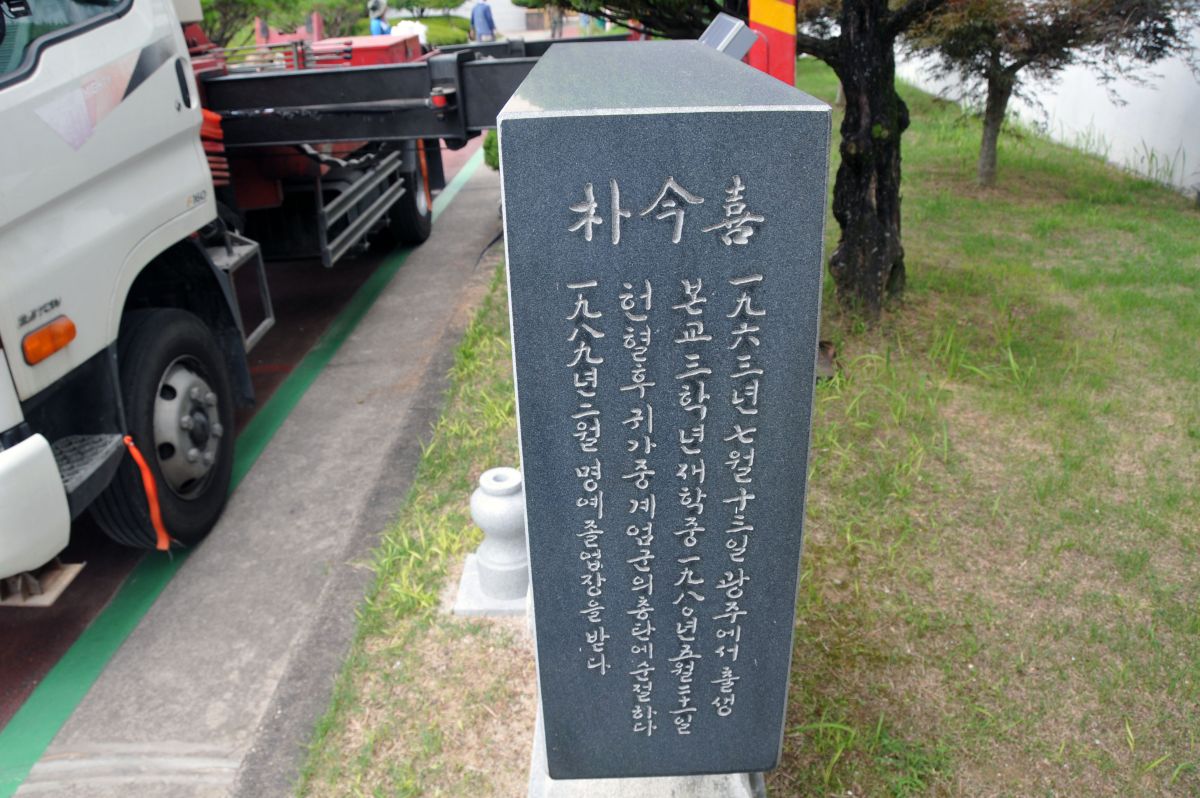 朴今喜
一九六三년 七월 十三일 광주에서 출생
본교 三학년 재학중 一九八〇년 五월 二十一일
헌혈후 귀가중 계엄군의 총탄에 순절하다
一九八九년 二월 명예졸업장을 받다